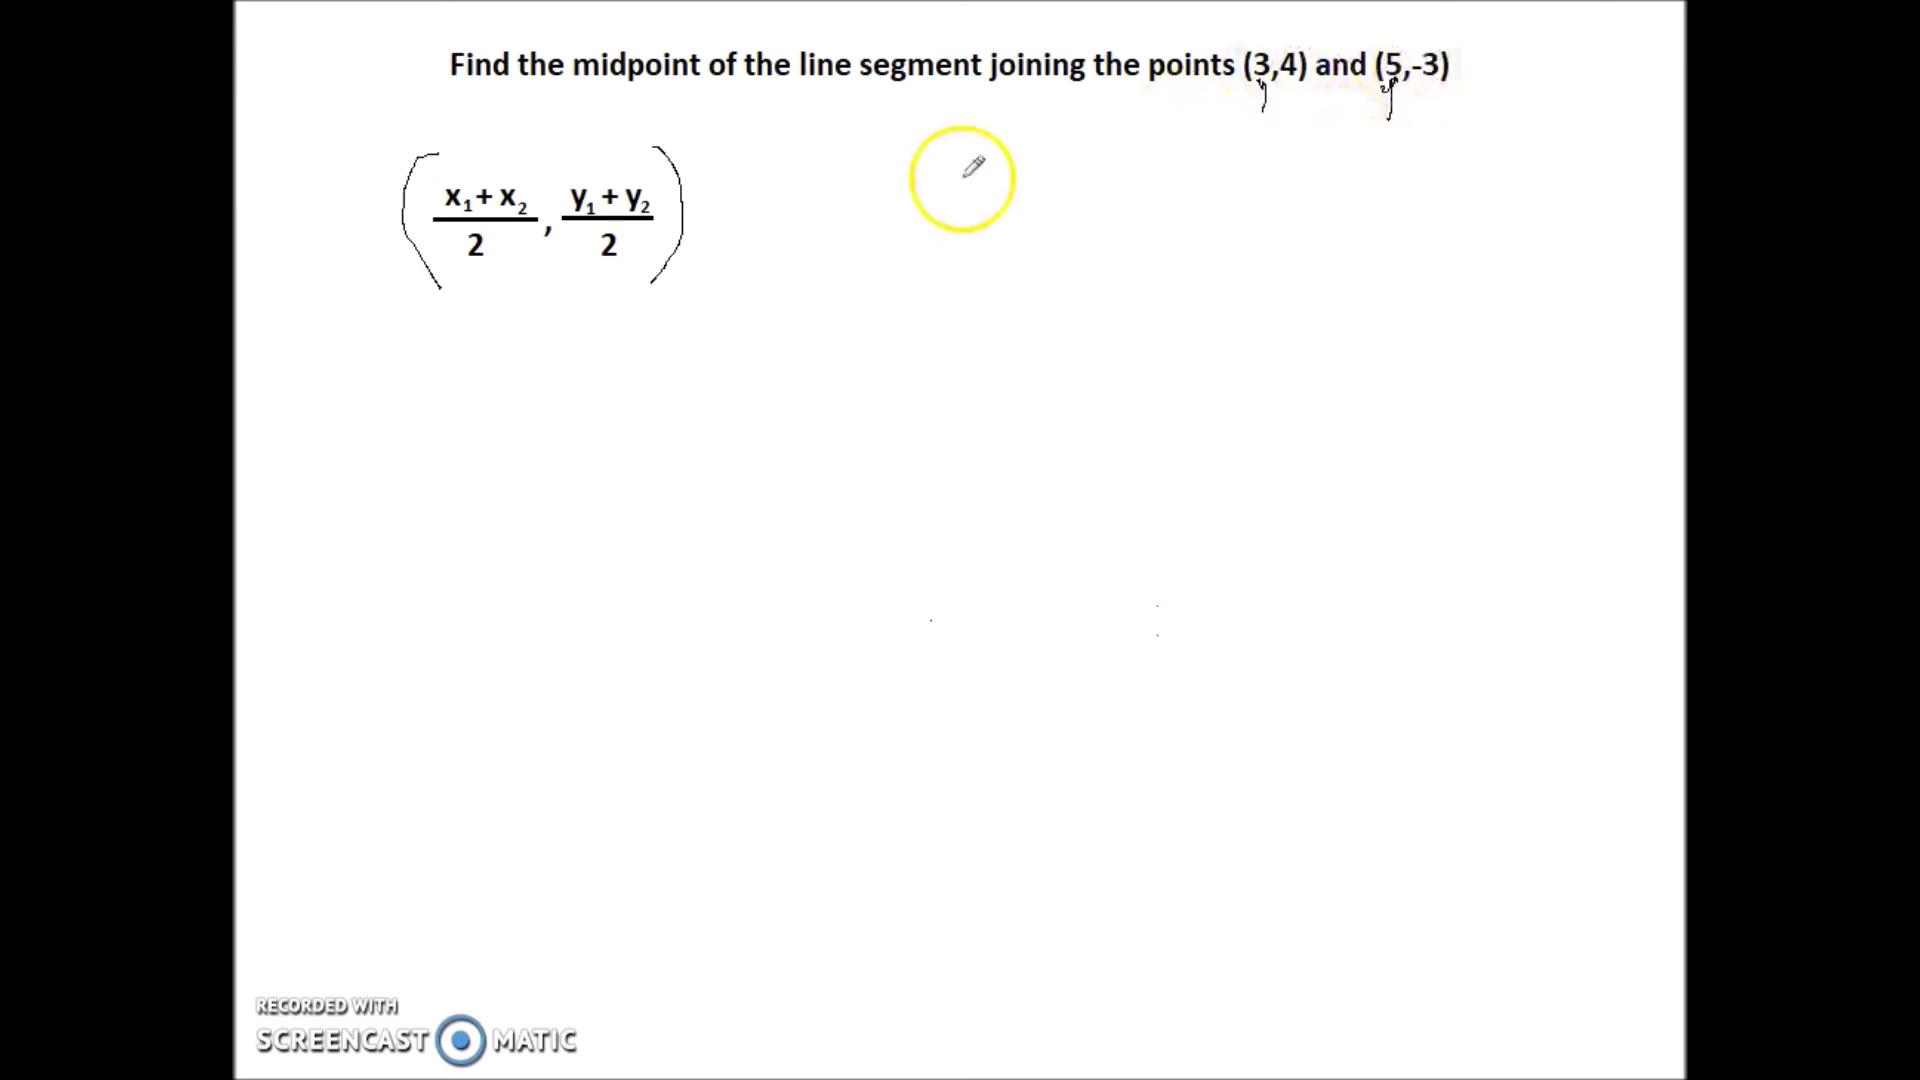 Find the midpoint of the line segment joining the points (3,4) and (5,-3)
( x₁+ x₂ / 2 , y₁ + y₂ / 2 )
RECORDED WITH
SCREENCAST MATIC